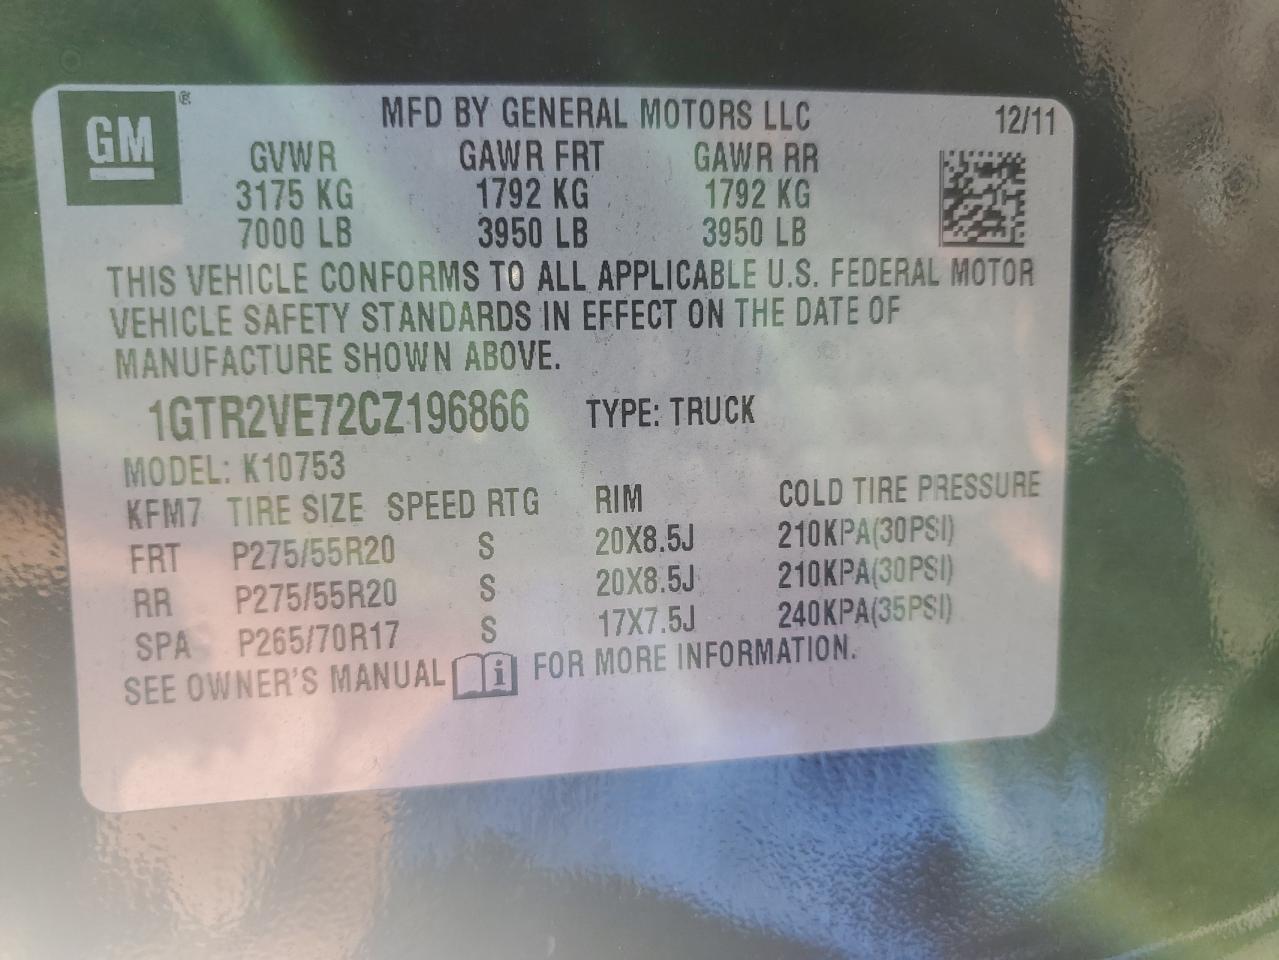 GM®
MFD BY GENERAL MOTORS LLC 12/11
GVWR GAWR FRT GAWR RR
3175 KG 1792 KG 1792 KG
7000 LB 3950 LB 3950 LB
THIS VEHICLE CONFORMS TO ALL APPLICABLE U.S. FEDERAL MOTOR
VEHICLE SAFETY STANDARDS IN EFFECT ON THE DATE OF
MANUFACTURE SHOWN ABOVE.
1GTR2VE72CZ196866 TYPE: TRUCK
MODEL: K10753
KFM7 TIRE SIZE SPEED RTG RIM COLD TIRE PRESSURE
FRT P275/55R20 S 20X8.5J 210KPA(30PSI)
RR P275/55R20 S 20X8.5J 210KPA(30PSI)
SPA P265/70R17 S 17X7.5J 240KPA(35PSI)
SEE OWNER'S MANUAL i FOR MORE INFORMATION.